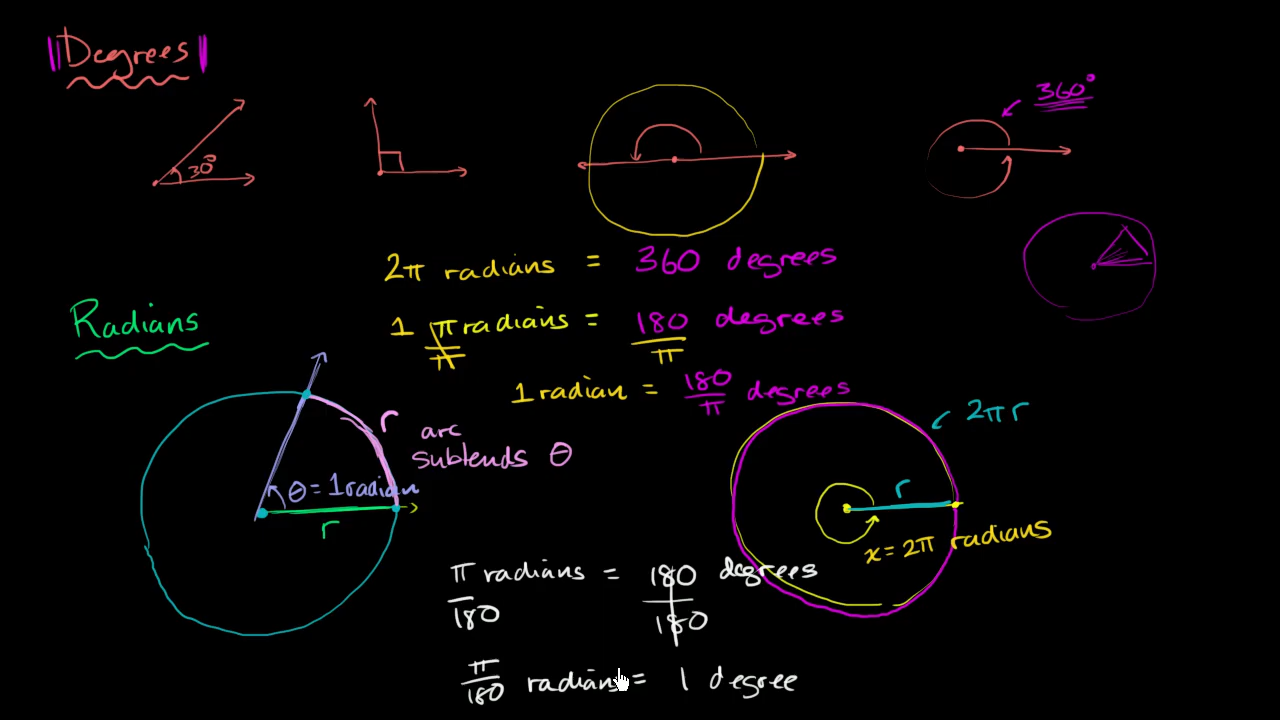 Degrees
360°
30°
2π radians = 360 degrees
Radians
1 π radians = 180 degrees
π π
1 radian = 180/π degrees
2πr
r
arc
subtends θ
θ = 1 radian
r
r
x = 2π radians
π radians = 180 degrees
180 180
π/180 radians = 1 degree